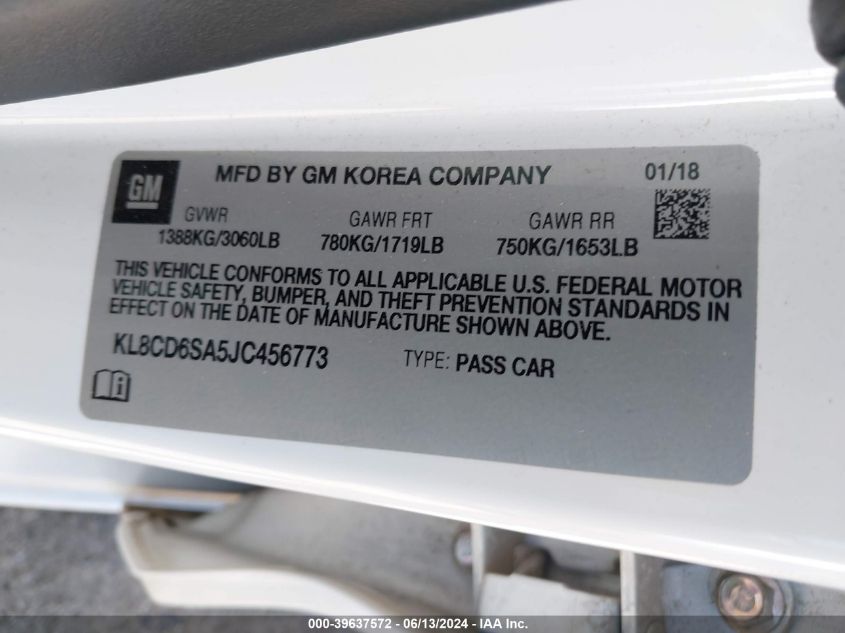 GM
MFD BY GM KOREA COMPANY 01/18
GVWR GAWR FRT GAWR RR
1388KG/3060LB 780KG/1719LB 750KG/1653LB
THIS VEHICLE CONFORMS TO ALL APPLICABLE U.S. FEDERAL MOTOR
VEHICLE SAFETY, BUMPER, AND THEFT PREVENTION STANDARDS IN
EFFECT ON THE DATE OF MANUFACTURE SHOWN ABOVE.
KL8CD6SA5JC456773 TYPE: PASS CAR
000-39637572 - 06/13/2024 - IAA Inc.